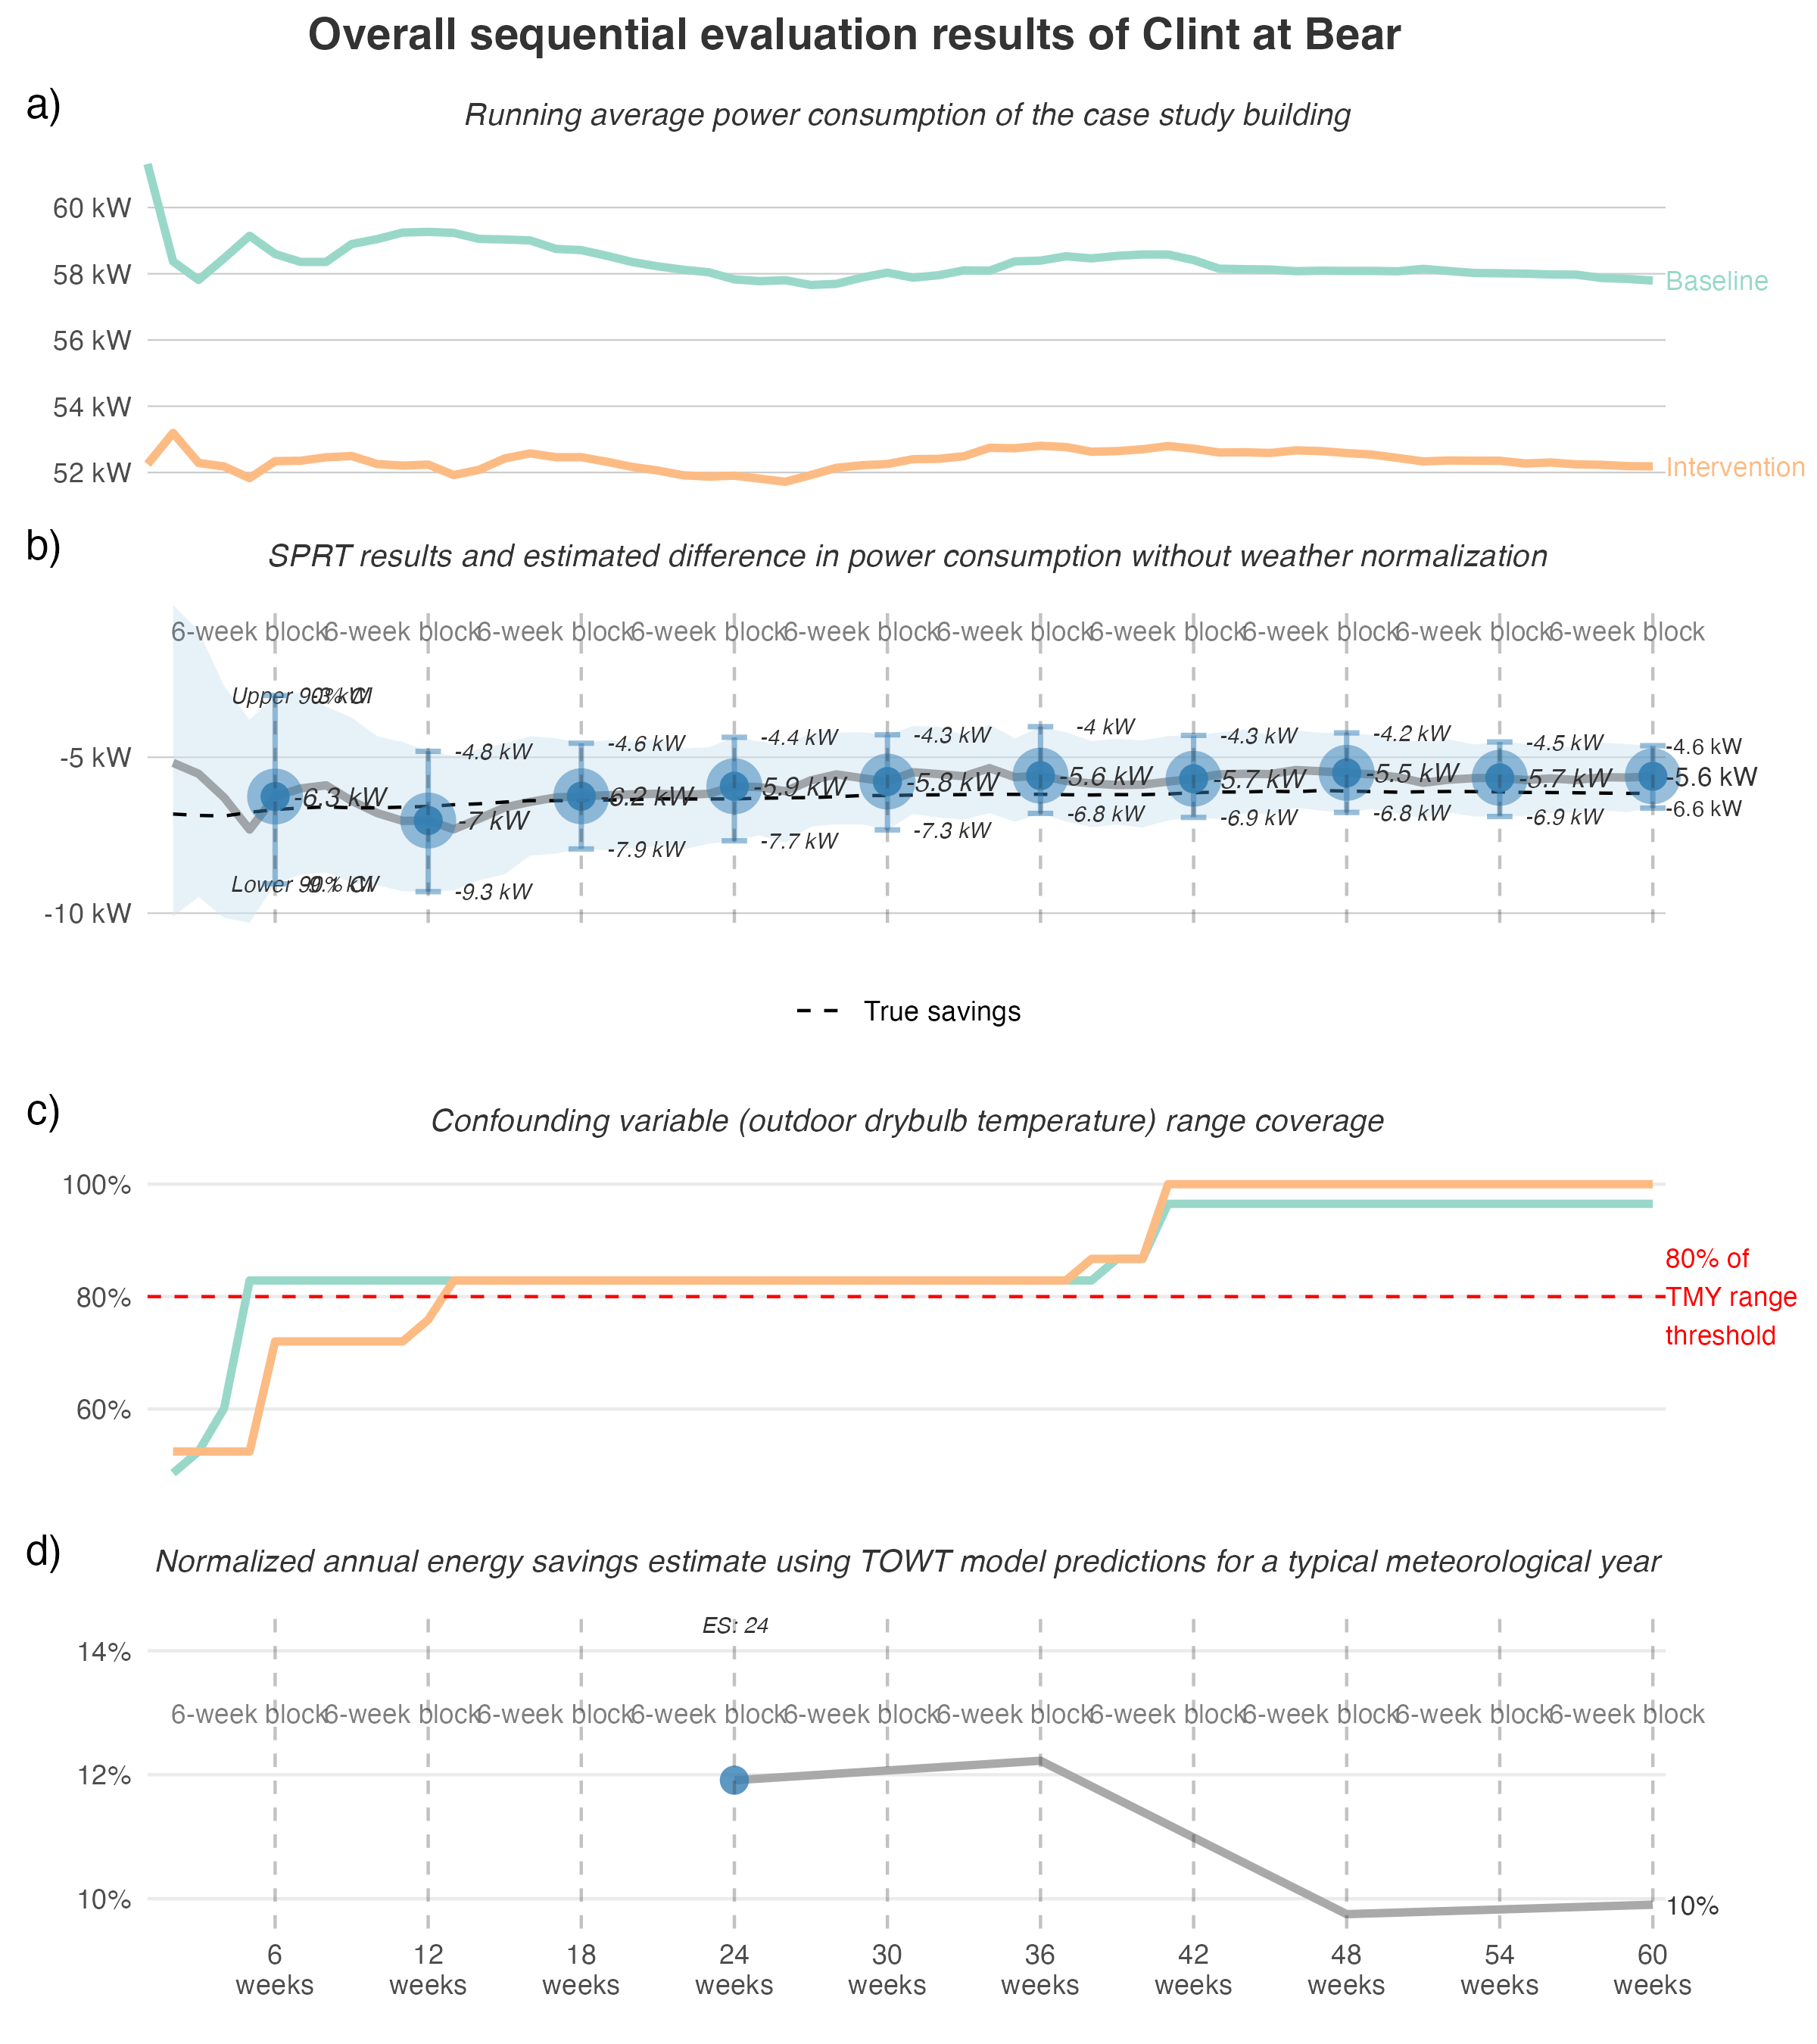 Overall sequential evaluation results of Clint at Bear
a)
Running average power consumption of the case study building
60 kW
58 kW
56 kW
54 kW
52 kW
Baseline
Intervention
b)
SPRT results and estimated difference in power consumption without weather normalization
6-week block 6-week block 6-week block 6-week block 6-week block 6-week block 6-week block 6-week block 6-week block 6-week block
Upper 90% CI -3 kW
-4.8 kW -4.6 kW -4.4 kW -4.3 kW -4 kW -4.3 kW -4.2 kW -4.5 kW -4.6 kW
-5 kW
-6.3 kW -7 kW -6.2 kW -5.9 kW -5.8 kW -5.6 kW -5.7 kW -5.5 kW -5.7 kW -5.6 kW
Lower 90% CI -9.1 kW
-9.3 kW -7.9 kW -7.7 kW -7.3 kW -6.8 kW -6.9 kW -6.8 kW -6.9 kW -6.6 kW
-10 kW
True savings
c)
Confounding variable (outdoor drybulb temperature) range coverage
100%
80%
60%
80% of
TMY range
threshold
d)
Normalized annual energy savings estimate using TOWT model predictions for a typical meteorological year
ES: 24
14%
6-week block 6-week block 6-week block 6-week block 6-week block 6-week block 6-week block 6-week block 6-week block 6-week block
12%
10%
10%
6 12 18 24 30 36 42 48 54 60
weeks weeks weeks weeks weeks weeks weeks weeks weeks weeks